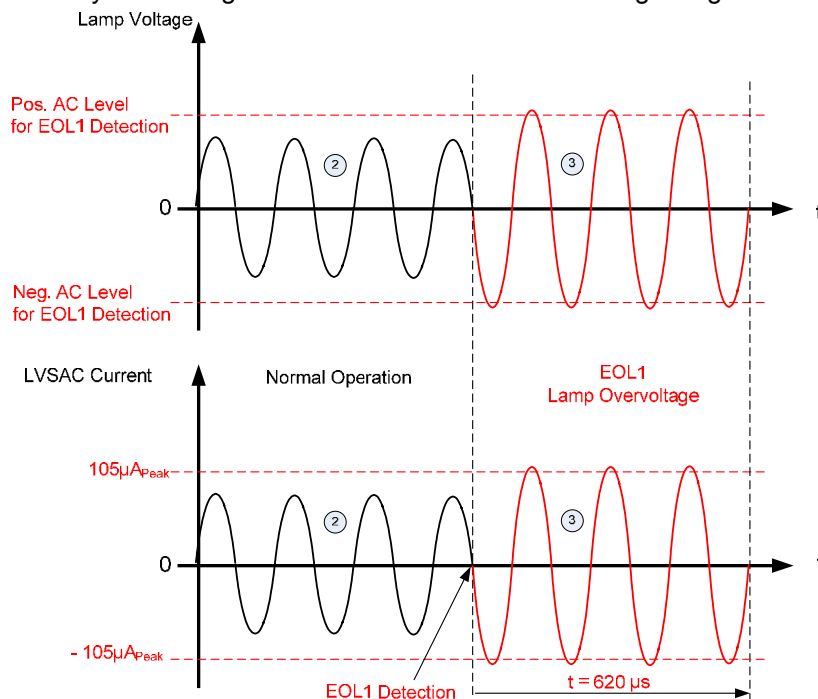 Lamp Voltage
Pos. AC Level
for EOL1 Detection
2
3
0
Neg. AC Level
for EOL1 Detection
LVSAC Current
Normal Operation
EOL1
Lamp Overvoltage
105µAPeak
2
3
0
- 105µAPeak
EOL1 Detection
t = 620 µs